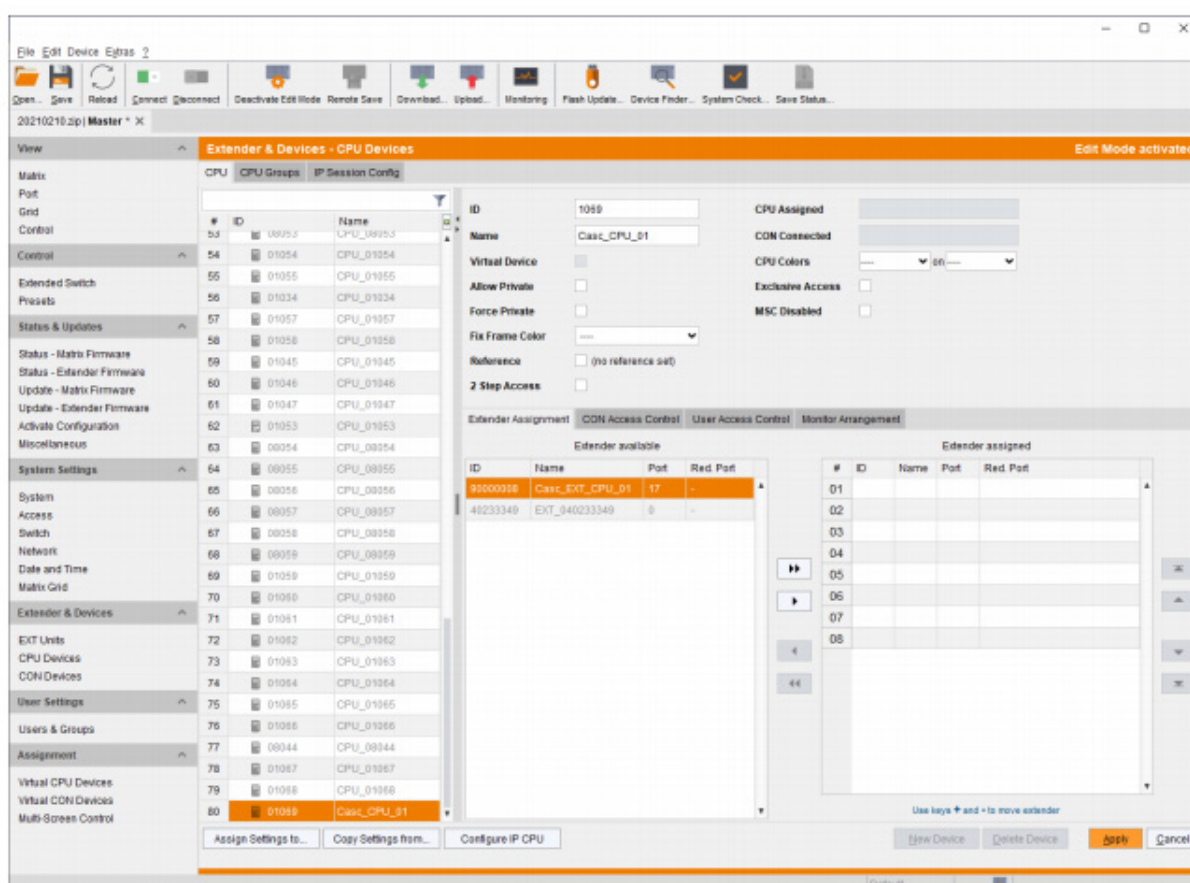 File Edit Device Extras ?
Open... Save Reload Connect Disconnect Deactivate Edit Mode Remote Save Download... Upload... Monitoring Flash Update... Device Finder... System Check... Save Status...
20210210.zip | Master * ×
View
Matrix
Port
Grid
Control
Control
Extended Switch
Presets
Status & Updates
Status - Matrix Firmware
Status - Extender Firmware
Update - Matrix Firmware
Update - Extender Firmware
Activate Configuration
Miscellaneous
System Settings
System
Access
Switch
Network
Date and Time
Matrix Grid
Extender & Devices
EXT Units
CPU Devices
CON Devices
User Settings
Users & Groups
Assignment
Virtual CPU Devices
Virtual CON Devices
Multi-Screen Control
Extender & Devices - CPU Devices Edit Mode activated
CPU CPU Groups IP Session Config
# ID Name
53 08053 CPU_08053
54 01054 CPU_01054
55 01055 CPU_01055
56 01034 CPU_01034
57 01057 CPU_01057
58 01058 CPU_01058
59 01045 CPU_01045
60 01046 CPU_01046
61 01047 CPU_01047
62 01053 CPU_01053
63 08054 CPU_08054
64 08055 CPU_08055
65 08056 CPU_08056
66 08057 CPU_08057
67 08058 CPU_08058
68 08059 CPU_08059
69 01059 CPU_01059
70 01060 CPU_01060
71 01061 CPU_01061
72 01062 CPU_01062
73 01063 CPU_01063
74 01064 CPU_01064
75 01065 CPU_01065
76 01066 CPU_01066
77 08044 CPU_08044
78 01067 CPU_01067
79 01068 CPU_01068
80 01069 Casc_CPU_01
ID 1069 CPU Assigned
Name Casc_CPU_01 CON Connected
Virtual Device CPU Colors ---- on ----
Allow Private Exclusive Access
Force Private MSC Disabled
Fix Frame Color ----
Reference (no reference set)
2 Step Access
Extender Assignment CON Access Control User Access Control Monitor Arrangement
Extender available
ID Name Port Red. Port
90000008 Casc_EXT_CPU_01 17 -
40233349 EXT_040233349 0 -
Extender assigned
# ID Name Port Red. Port
01
02
03
04
05
06
07
08
Use keys + and - to move extender
Assign Settings to... Copy Settings from... Configure IP CPU New Device Delete Device Apply Cancel